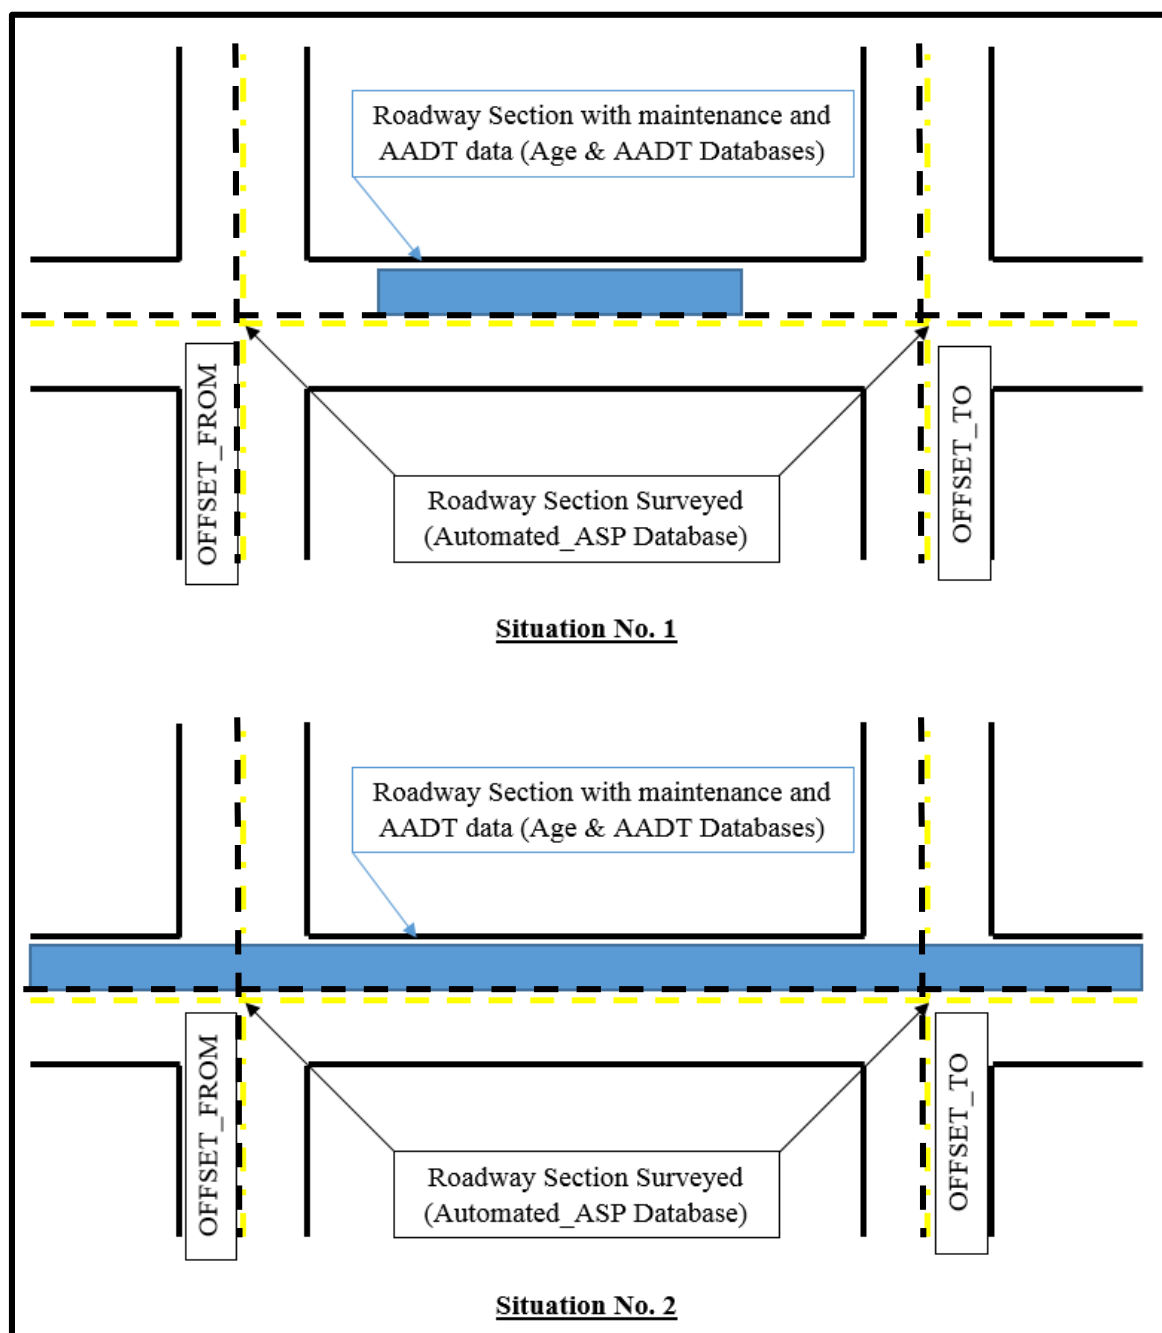 Roadway Section with maintenance and
AADT data (Age & AADT Databases)
OFFSET_FROM
OFFSET_TO
Roadway Section Surveyed
(Automated_ASP Database)
Situation No. 1
Roadway Section with maintenance and
AADT data (Age & AADT Databases)
OFFSET_FROM
OFFSET_TO
Roadway Section Surveyed
(Automated_ASP Database)
Situation No. 2